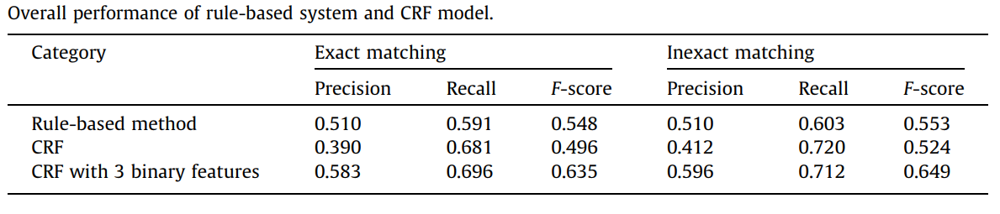 Overall performance of rule-based system and CRF model.
Category Exact matching Inexact matching
Precision Recall F-score Precision Recall F-score
Rule-based method 0.510 0.591 0.548 0.510 0.603 0.553
CRF 0.390 0.681 0.496 0.412 0.720 0.524
CRF with 3 binary features 0.583 0.696 0.635 0.596 0.712 0.649